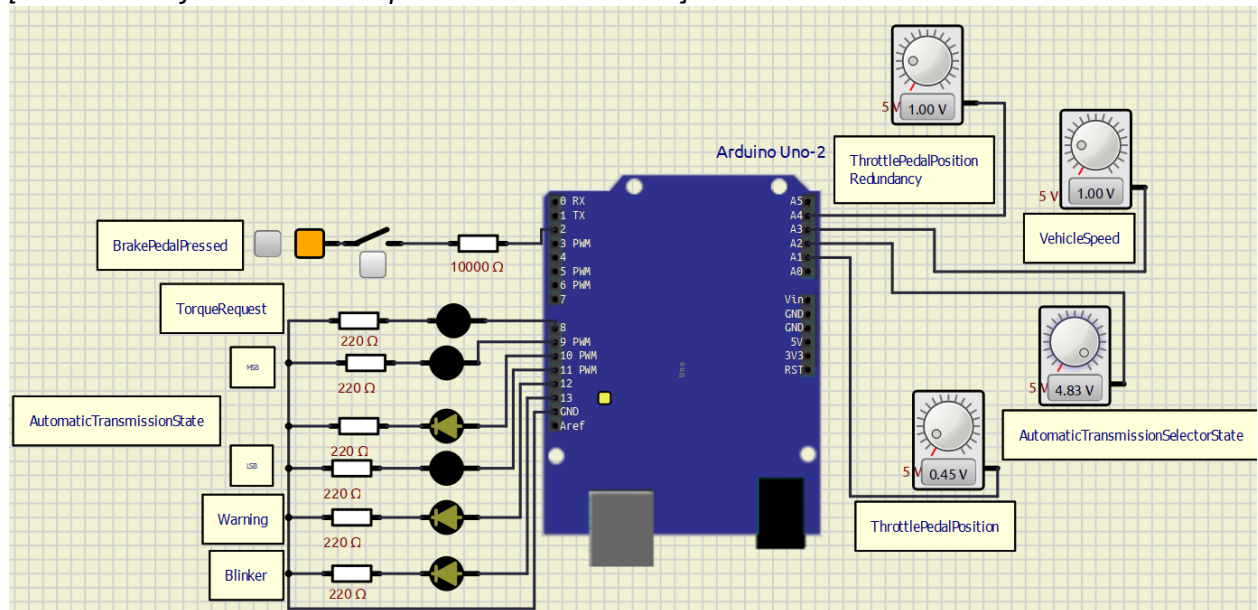 Arduino Uno-2
5 V
1.00 V
ThrottlePedalPosition
Redundancy
5 V
1.00 V
VehicleSpeed
BrakePedalPressed
10000 Ω
TorqueRequest
220 Ω
MSB
220 Ω
AutomaticTransmissionState
220 Ω
LSB
220 Ω
Warning
220 Ω
Blinker
220 Ω
0 RX
1 TX
2
3 PWM
4
5 PWM
6 PWM
7
8
9 PWM
10 PWM
11 PWM
12
13
GND
Aref
Uno
A5
A4
A3
A2
A1
A0
Vin
GND
GND
5V
3V3
RST
5 V
4.83 V
AutomaticTransmissionSelectorState
5 V
0.45 V
ThrottlePedalPosition